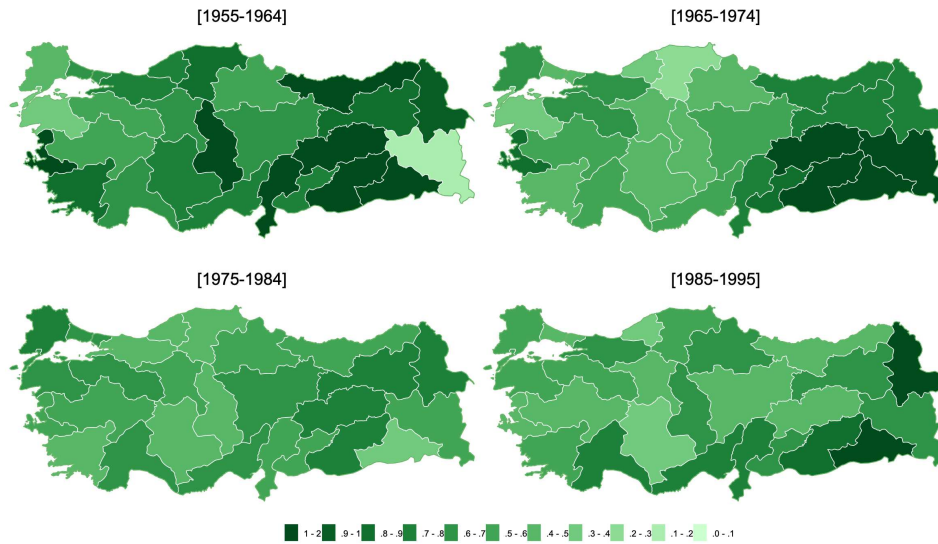 [1955-1964]
[1965-1974]
[1975-1984]
[1985-1995]
1 - 2 .9 - 1 .8 - .9 .7 - .8 .6 - .7 .5 - .6 .4 - .5 .3 - .4 .2 - .3 .1 - .2 .0 - .1